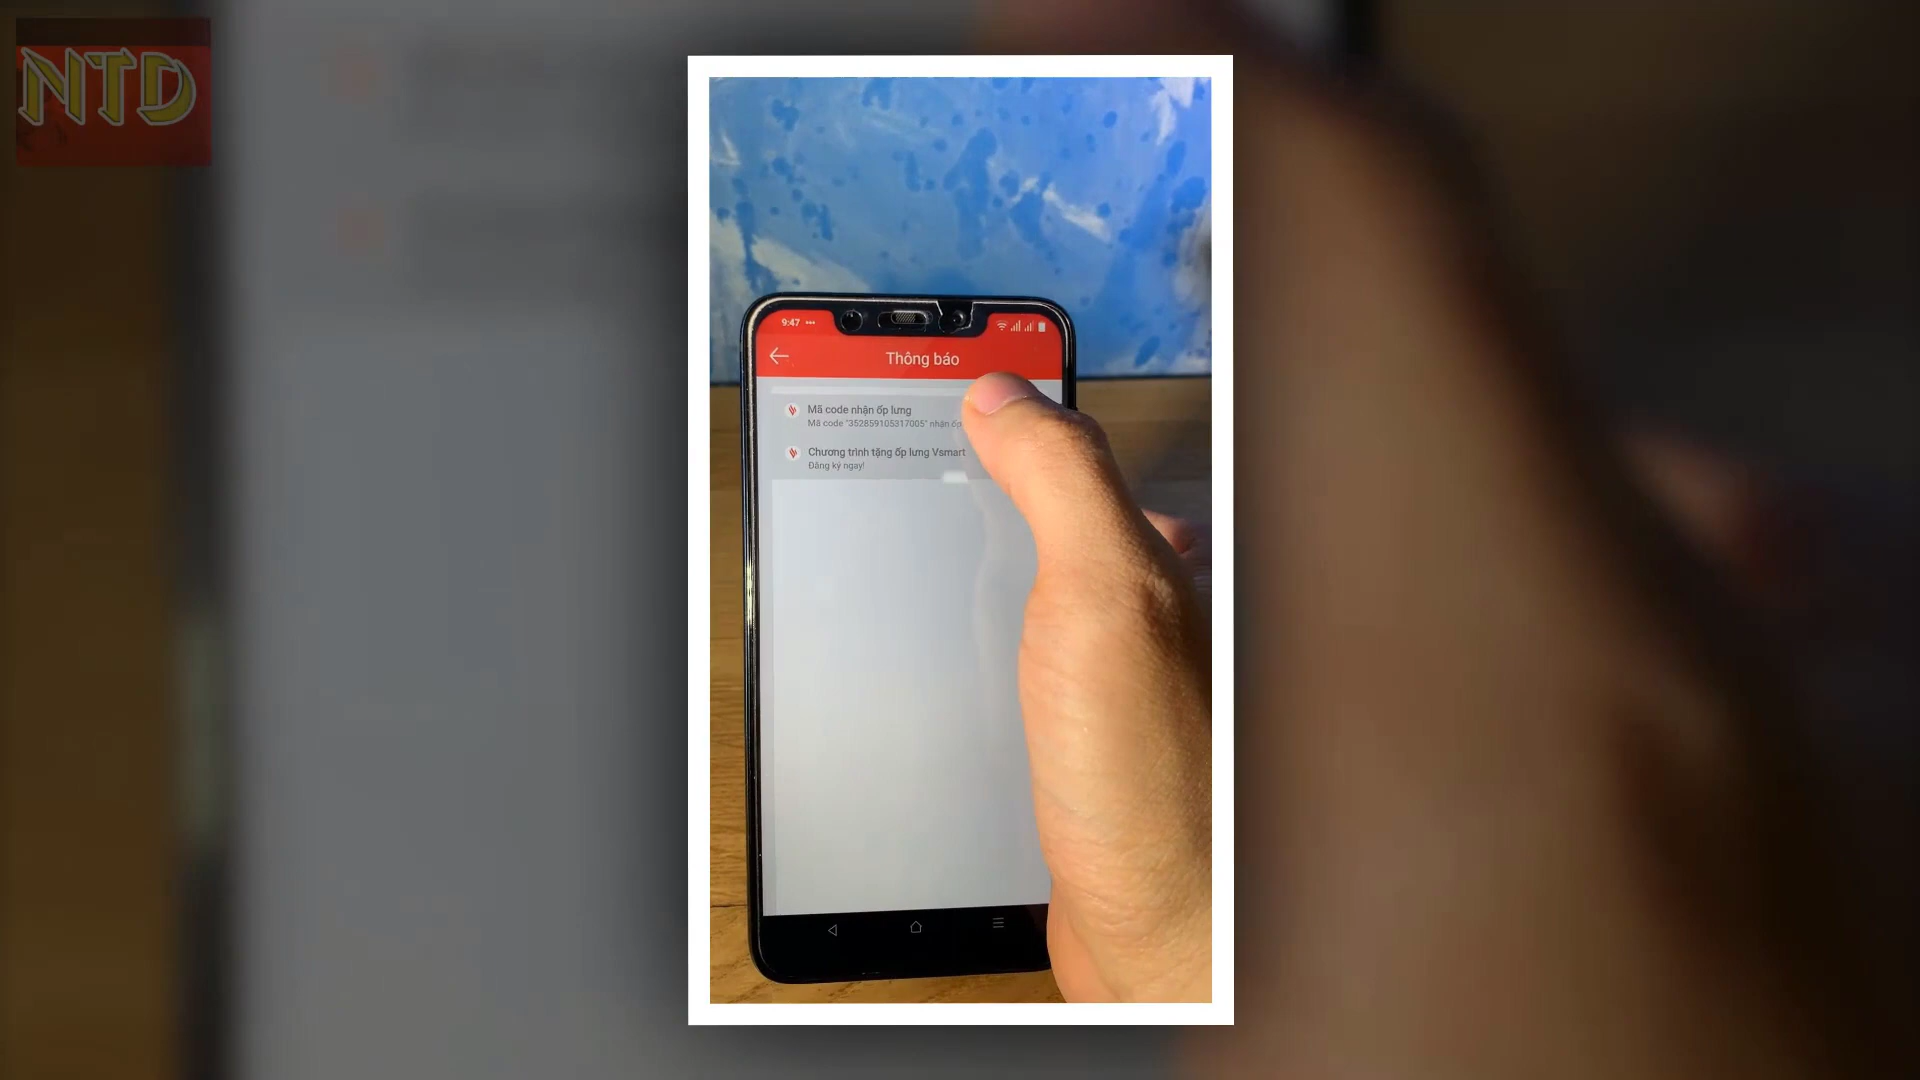 NTD
9:47
Thông báo
Mã code nhận ốp lưng
Mã code "352859105317005" nhận ốp
Chương trình tặng ốp lưng Vsmart
Đăng ký ngay!